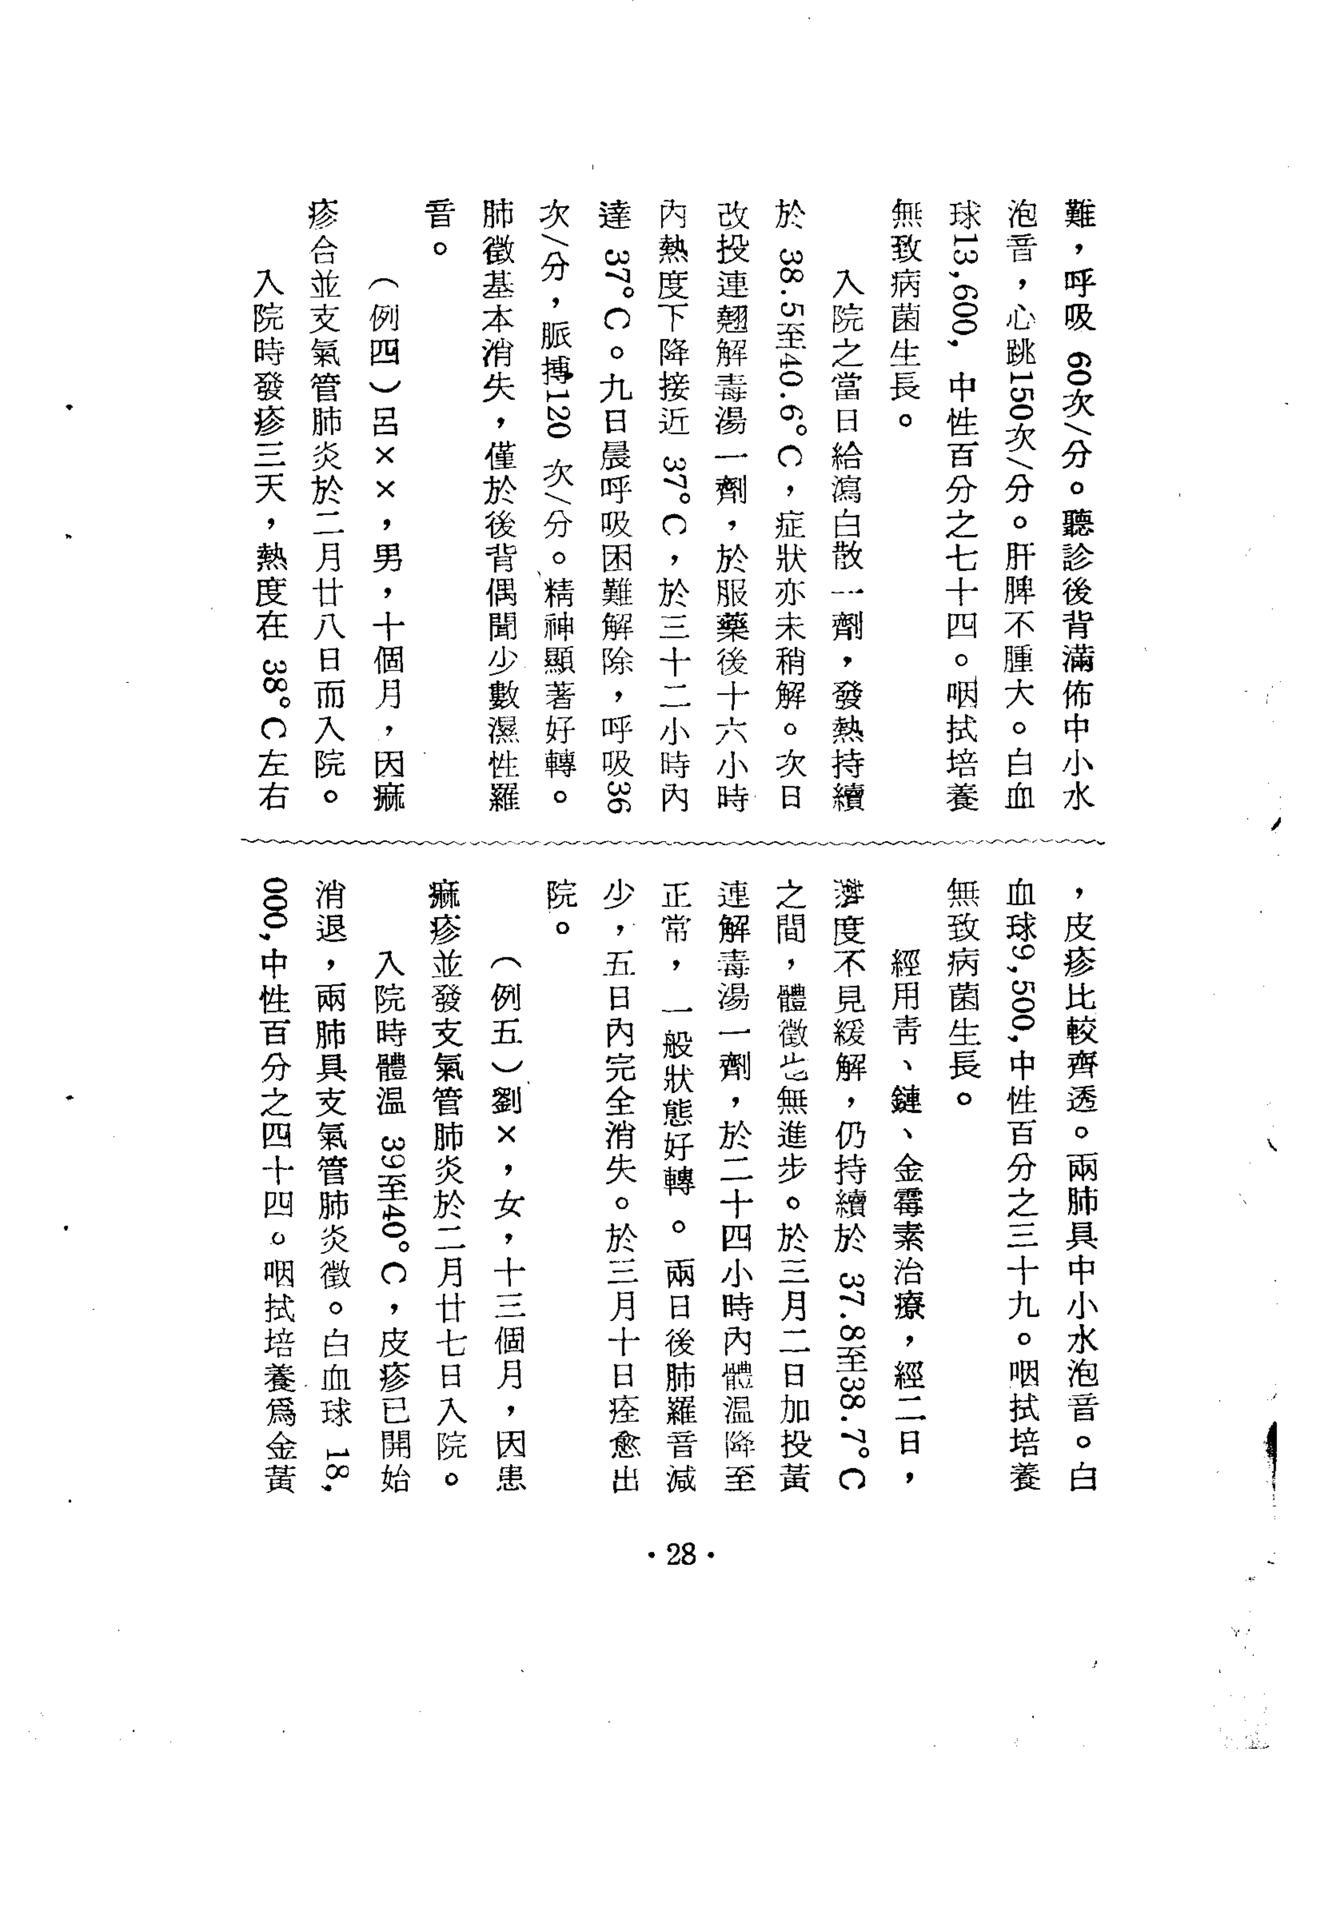 難，呼吸 60次/分。聽診後背滿佈中小水
泡音，心跳150次/分。肝脾不腫大。白血
球13,600, 中性百分之七十四。咽拭培養
無致病菌生長。
入院之當日給瀉白散一劑，發熱持續
於 38.5至40.6°C，症狀亦未稍解。次日
改投連翹解毒湯一劑，於服藥後十六小時
內熱度下降接近 37°C，於三十二小時內
達 37°C。九日晨呼吸困難解除，呼吸36
次/分，脈搏120 次/分。精神顯著好轉。
肺徵基本消失，僅於後背偶聞少數濕性羅
音。
（例四）呂××，男，十個月，因痲
疹合並支氣管肺炎於二月廿八日而入院。
入院時發疹三天，熱度在 38°C左右
，皮疹比較齊透。兩肺具中小水泡音。白
血球9,500,中性百分之三十九。咽拭培養
無致病菌生長。
經用青、鏈、金霉素治療，經二日，
度不見緩解，仍持續於 37.8至38.7°C
之間，體徵也無進步。於三月二日加投黃
連解毒湯一劑，於二十四小時內體溫降至
正常，一般狀態好轉。兩日後肺羅音減
少，五日內完全消失。於三月十日痊愈出
院。
（例五）劉×，女，十三個月，因患
痲疹並發支氣管肺炎於二月廿七日入院。
入院時體溫 39至40°C，皮疹已開始
消退，兩肺具支氣管肺炎徵。白血球 18,
000,中性百分之四十四。咽拭培養爲金黃
·28·